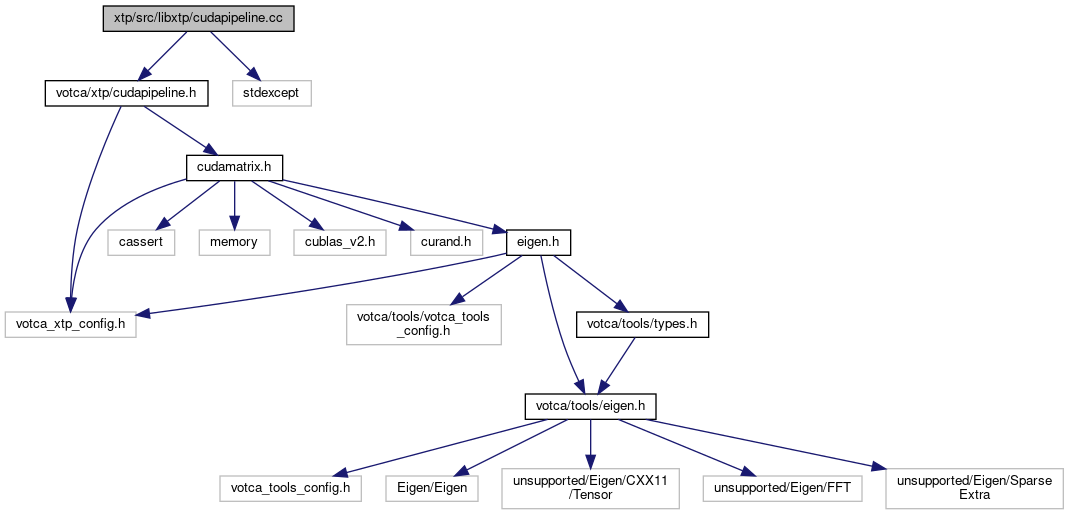 xtp/src/libxtp/cudapipeline.cc
votca/xtp/cudapipeline.h
stdexcept
cudamatrix.h
cassert
memory
cublas_v2.h
curand.h
eigen.h
votca_xtp_config.h
votca/tools/votca_tools
_config.h
votca/tools/types.h
votca/tools/eigen.h
votca_tools_config.h
Eigen/Eigen
unsupported/Eigen/CXX11
/Tensor
unsupported/Eigen/FFT
unsupported/Eigen/Sparse
Extra